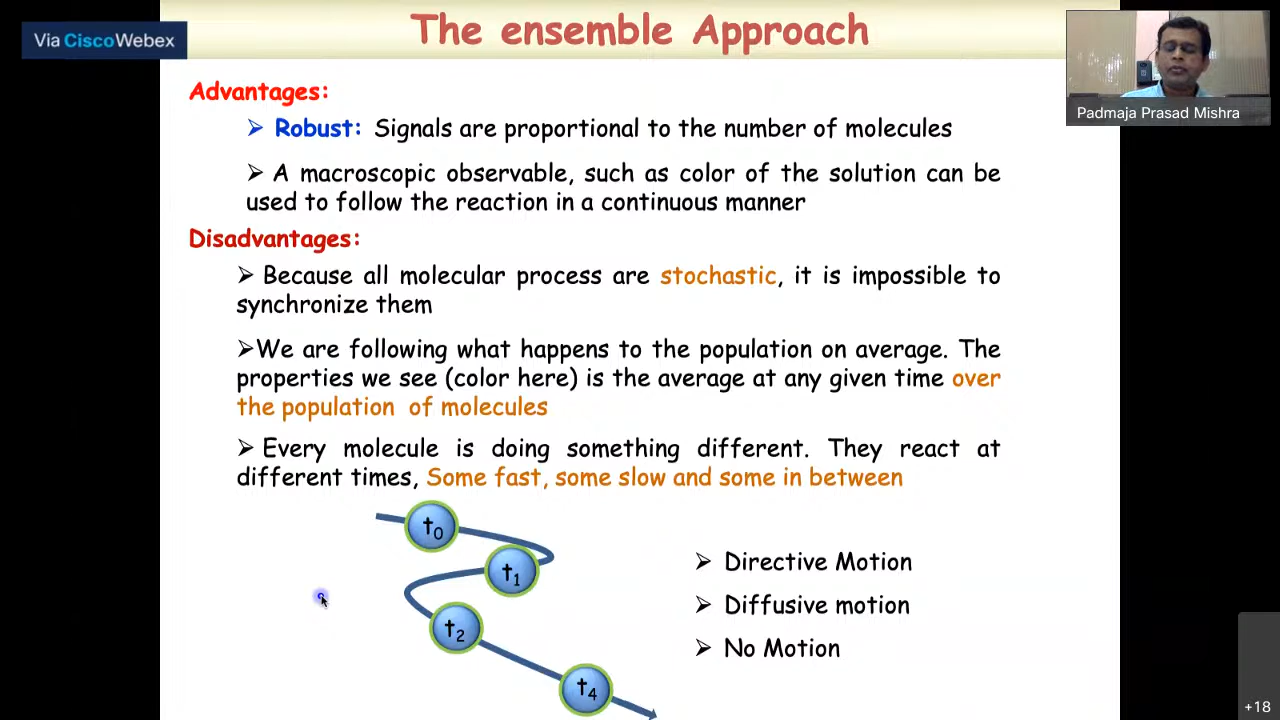 The ensemble Approach
Via Cisco Webex
Padmaja Prasad Mishra
Advantages:
➢ Robust: Signals are proportional to the number of molecules
➢ A macroscopic observable, such as color of the solution can be
used to follow the reaction in a continuous manner
Disadvantages:
➢ Because all molecular process are stochastic, it is impossible to
synchronize them
➢We are following what happens to the population on average. The
properties we see (color here) is the average at any given time over
the population of molecules
➢ Every molecule is doing something different. They react at
different times, Some fast, some slow and some in between
t₀
t₁
t₂
t₄
➢ Directive Motion
➢ Diffusive motion
➢ No Motion
+18